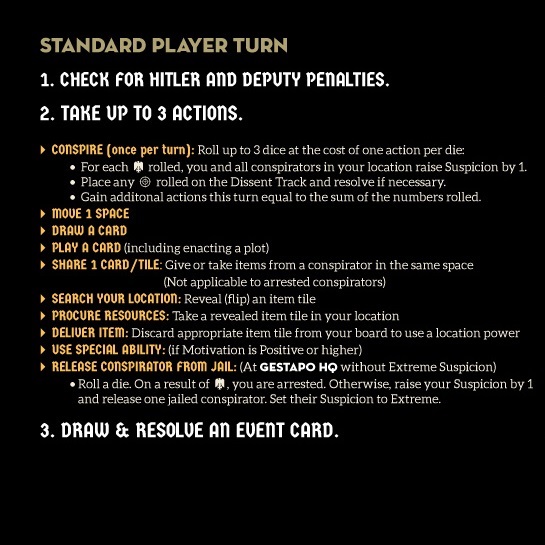 STANDARD PLAYER TURN
1. CHECK FOR HITLER AND DEPUTY PENALTIES.
2. TAKE UP TO 3 ACTIONS.
CONSPIRE (once per turn): Roll up to 3 dice at the cost of one action per die:
• For each rolled, you and all conspirators in your location raise Suspicion by 1.
• Place any rolled on the Dissent Track and resolve if necessary.
• Gain additonal actions this turn equal to the sum of the numbers rolled.
MOVE 1 SPACE
DRAW A CARD
PLAY A CARD (including enacting a plot)
SHARE 1 CARD/TILE: Give or take items from a conspirator in the same space
(Not applicable to arrested conspirators)
SEARCH YOUR LOCATION: Reveal (flip) an item tile
PROCURE RESOURCES: Take a revealed item tile in your location
DELIVER ITEM: Discard appropriate item tile from your board to use a location power
USE SPECIAL ABILITY: (if Motivation is Positive or higher)
RELEASE CONSPIRATOR FROM JAIL: (At GESTAPO HQ without Extreme Suspicion)
• Roll a die. On a result of , you are arrested. Otherwise, raise your Suspicion by 1
and release one jailed conspirator. Set their Suspicion to Extreme.
3. DRAW & RESOLVE AN EVENT CARD.